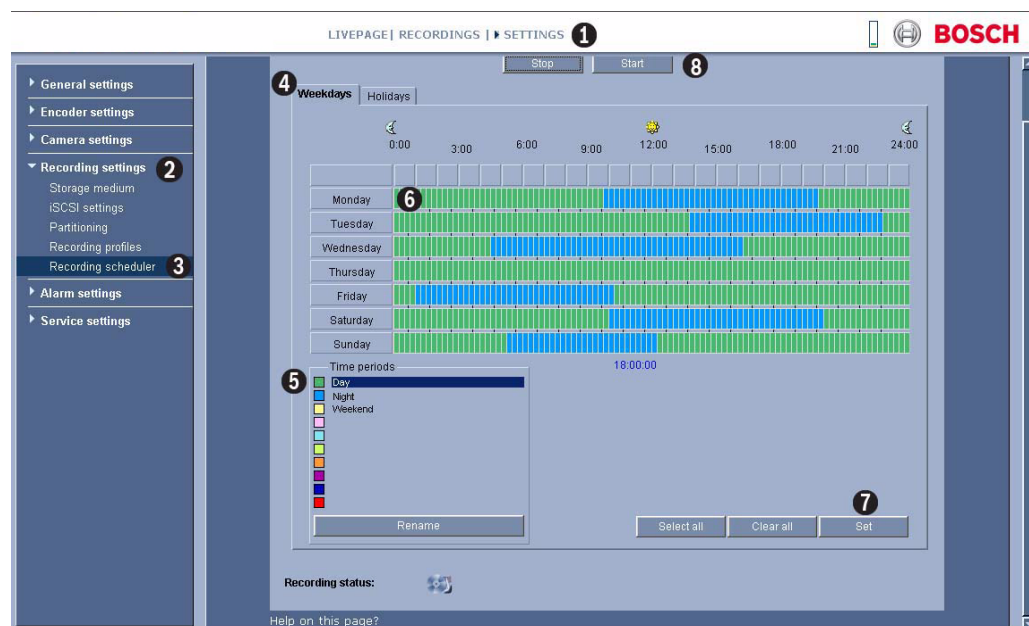 LIVEPAGE| RECORDINGS | SETTINGS 1 BOSCH
Stop Start 8
General settings
Encoder settings
Camera settings
Recording settings 2
Storage medium
iSCSI settings
Partitioning
Recording profiles
Recording scheduler 3
Alarm settings
Service settings
4 Weekdays Holidays
0:00 3:00 6:00 9:00 12:00 15:00 18:00 21:00 24:00
Monday 6
Tuesday
Wednesday
Thursday
Friday
Saturday
Sunday
18:00:00
Time periods
5 Day
Night
Weekend
7
Rename Select all Clear all Set
Recording status:
Help on this page?